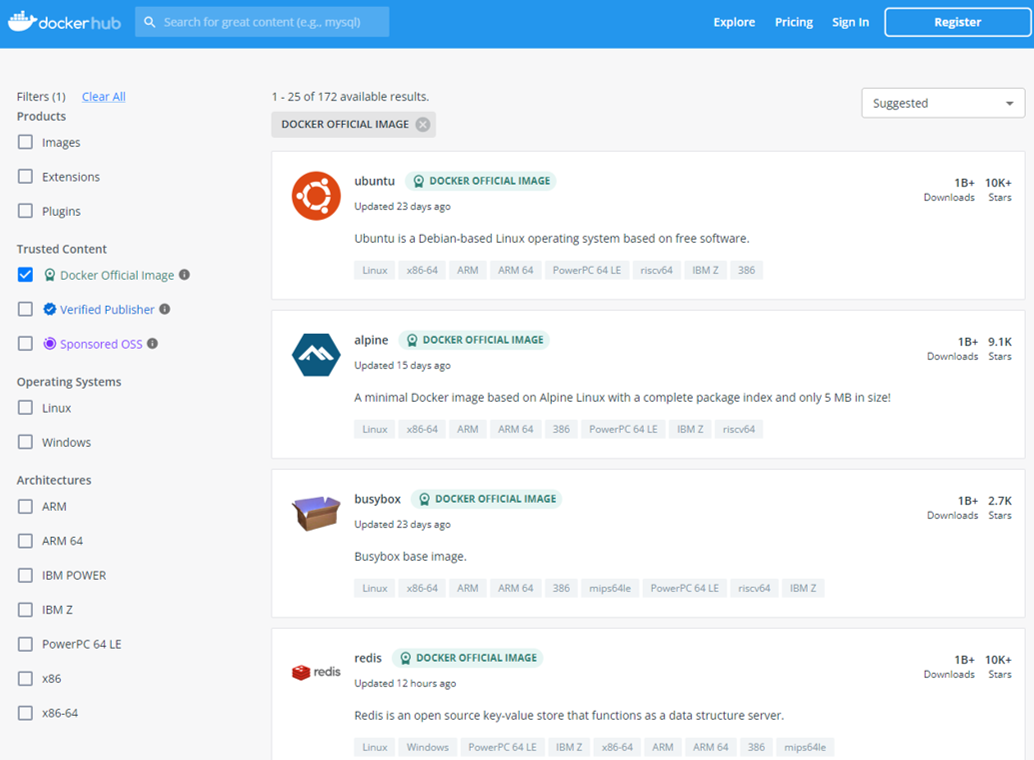 docker hub
Search for great content (e.g., mysql)
Explore Pricing Sign In Register
Filters (1) Clear All
Products
Images
Extensions
Plugins
Trusted Content
Docker Official Image
Verified Publisher
Sponsored OSS
Operating Systems
Linux
Windows
Architectures
ARM
ARM 64
IBM POWER
IBM Z
PowerPC 64 LE
x86
x86-64
1 - 25 of 172 available results.
Suggested
DOCKER OFFICIAL IMAGE
ubuntu DOCKER OFFICIAL IMAGE
1B+ 10K+
Downloads Stars
Updated 23 days ago
Ubuntu is a Debian-based Linux operating system based on free software.
Linux x86-64 ARM ARM 64 PowerPC 64 LE riscv64 IBM Z 386
alpine DOCKER OFFICIAL IMAGE
1B+ 9.1K
Downloads Stars
Updated 15 days ago
A minimal Docker image based on Alpine Linux with a complete package index and only 5 MB in size!
Linux x86-64 ARM ARM 64 386 PowerPC 64 LE IBM Z riscv64
busybox DOCKER OFFICIAL IMAGE
1B+ 2.7K
Downloads Stars
Updated 23 days ago
Busybox base image.
Linux x86-64 ARM ARM 64 386 mips64le PowerPC 64 LE riscv64 IBM Z
redis
redis DOCKER OFFICIAL IMAGE
1B+ 10K+
Downloads Stars
Updated 12 hours ago
Redis is an open source key-value store that functions as a data structure server.
Linux Windows PowerPC 64 LE IBM Z x86-64 ARM ARM 64 386 mips64le